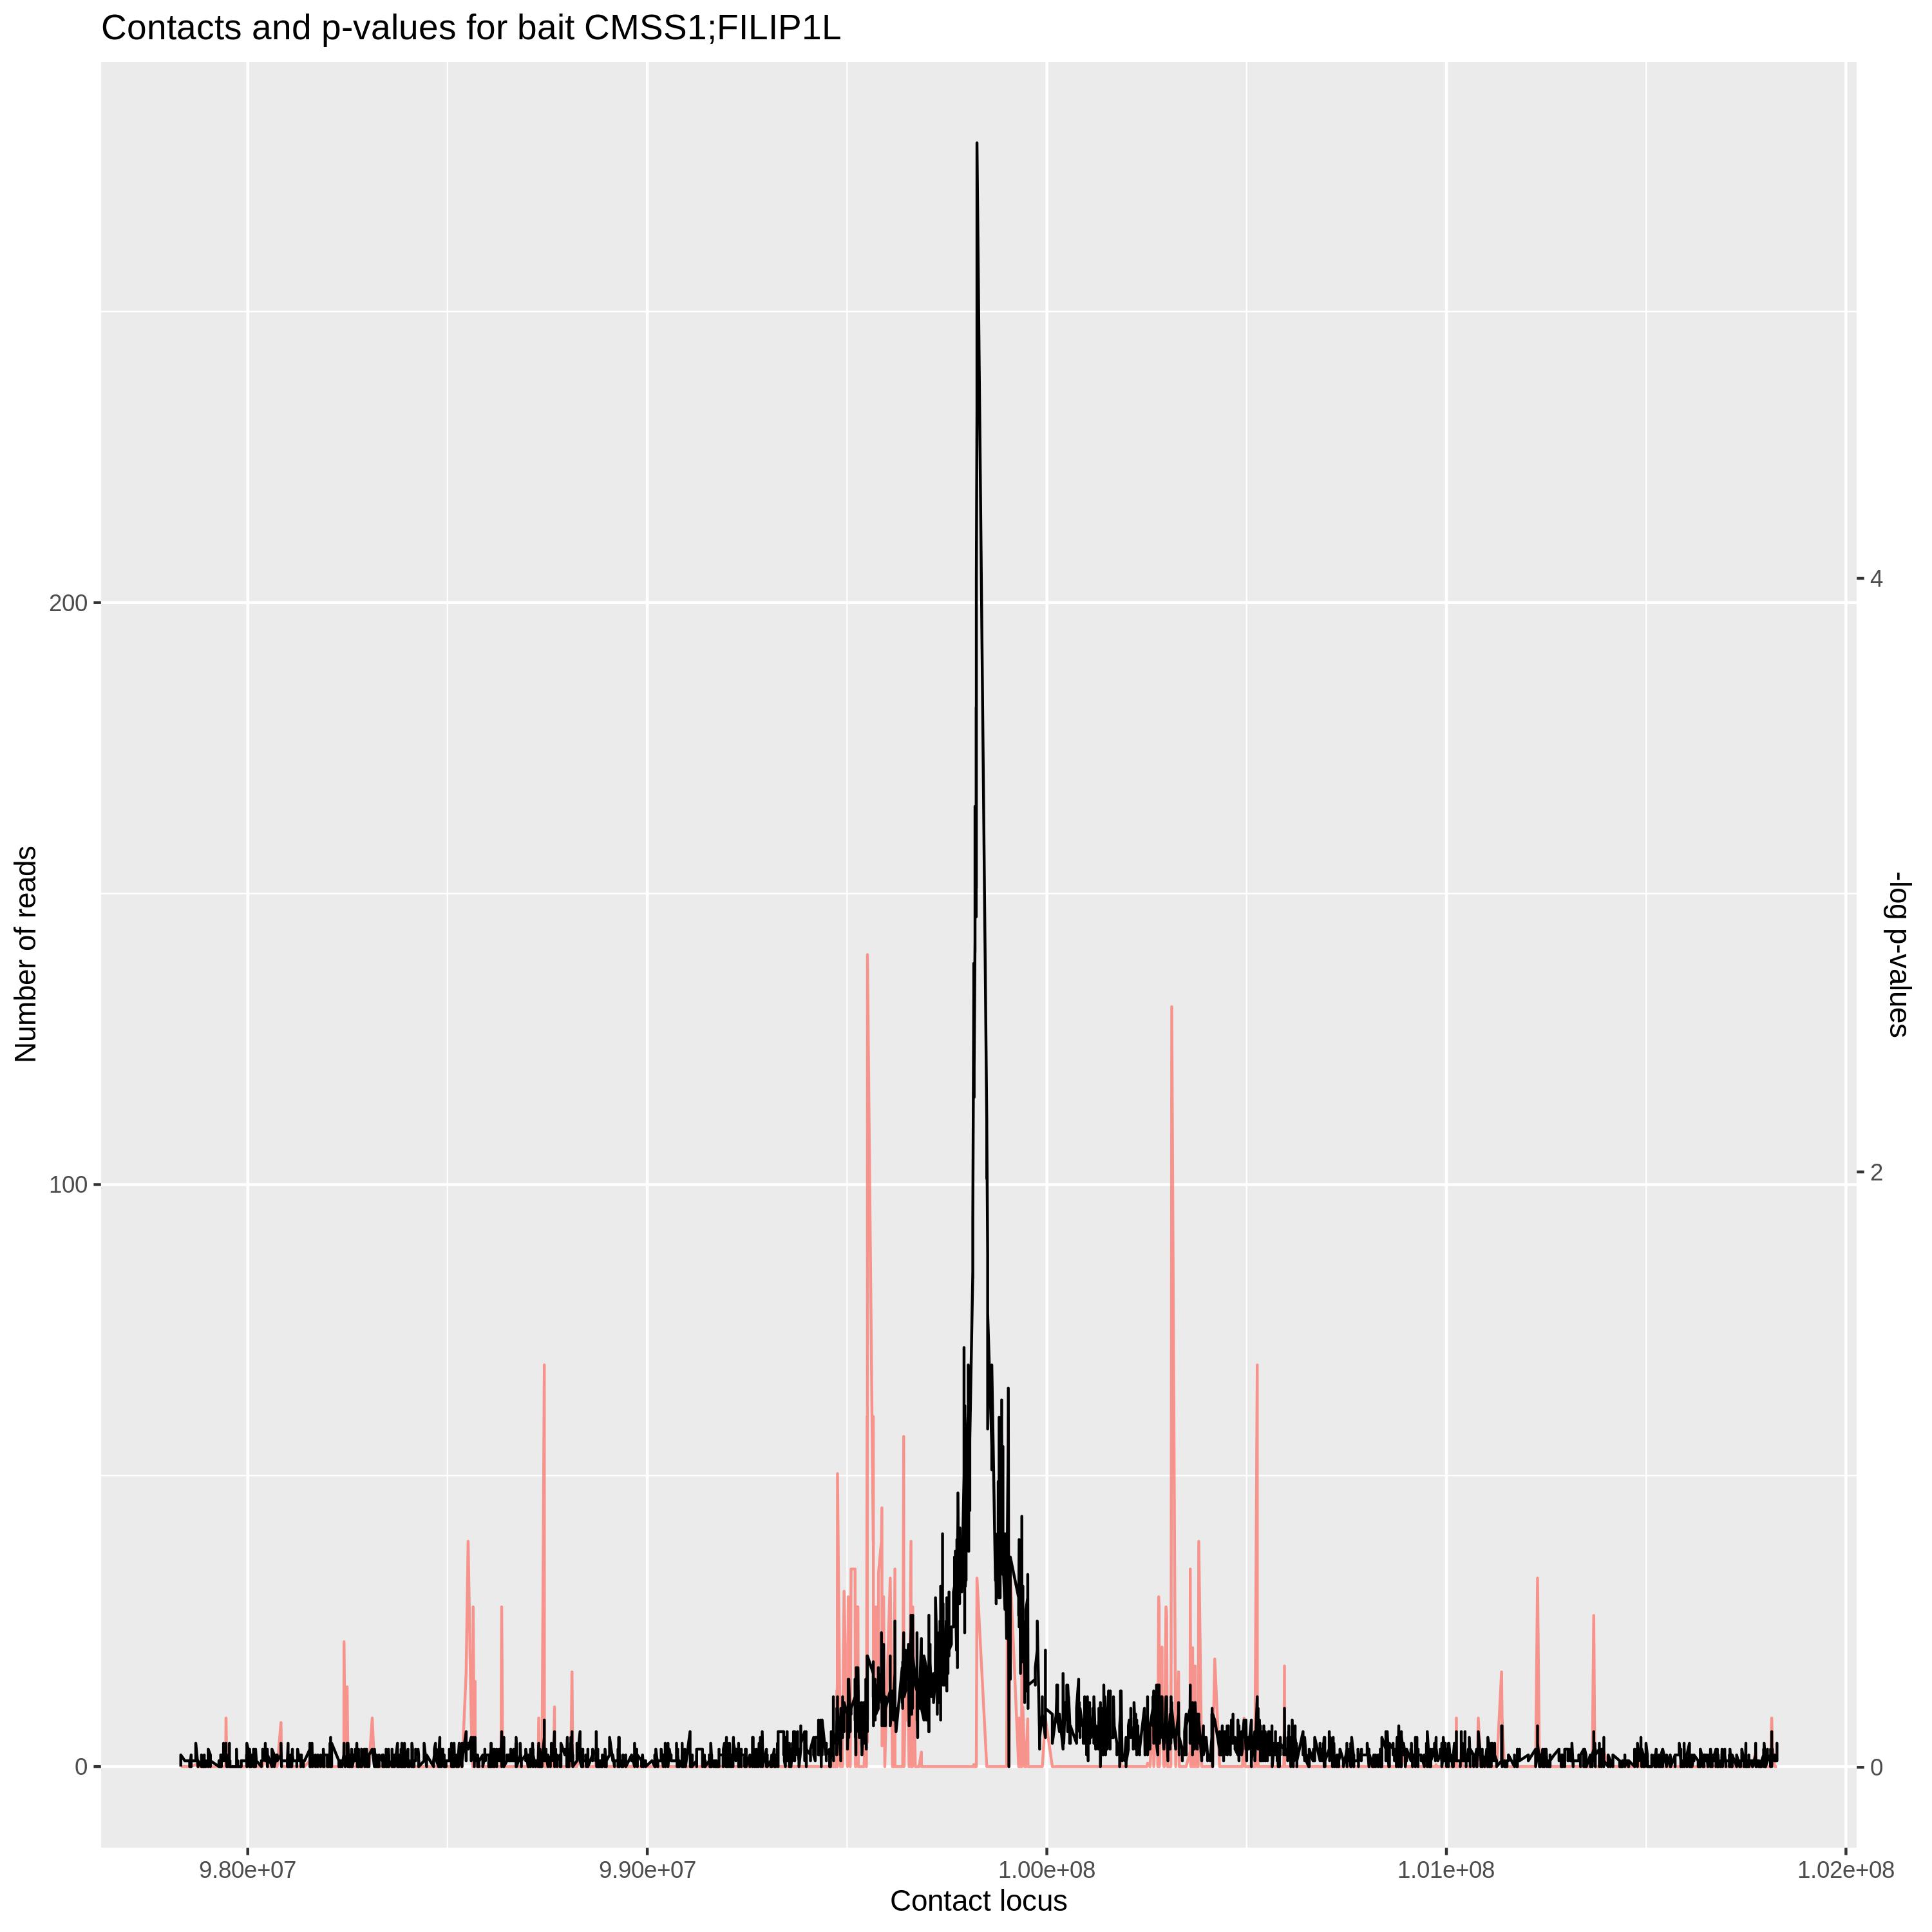 Contacts and p-values for bait CMSS1;FILIP1L
Number of reads
200
100
0
4
2
0
-log p-values
9.80e+07
9.90e+07
1.00e+08
1.01e+08
1.02e+08
Contact locus